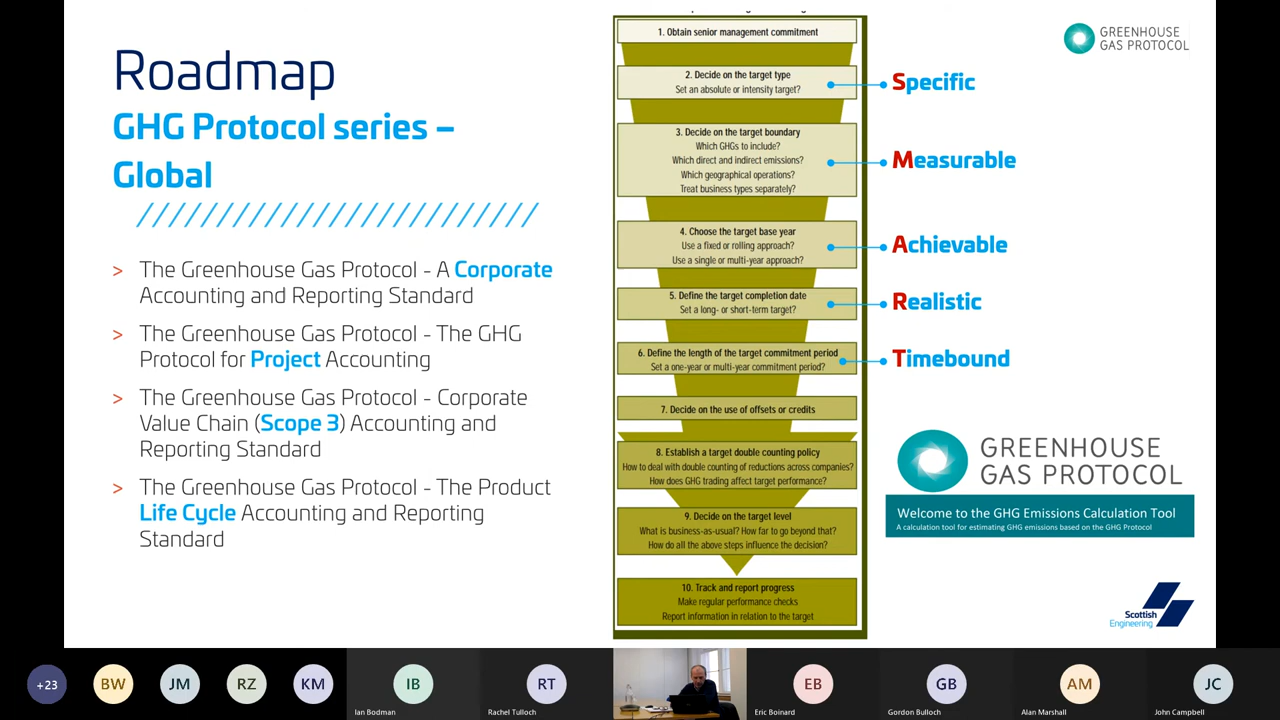 Roadmap
GHG Protocol series –
Global
> The Greenhouse Gas Protocol - A Corporate
Accounting and Reporting Standard
> The Greenhouse Gas Protocol - The GHG
Protocol for Project Accounting
> The Greenhouse Gas Protocol - Corporate
Value Chain (Scope 3) Accounting and
Reporting Standard
> The Greenhouse Gas Protocol - The Product
Life Cycle Accounting and Reporting
Standard
1. Obtain senior management commitment
2. Decide on the target type
Set an absolute or intensity target?
3. Decide on the target boundary
Which GHGs to include?
Which direct and indirect emissions?
Which geographical operations?
Treat business types separately?
4. Choose the target base year
Use a fixed or rolling approach?
Use a single or multi-year approach?
5. Define the target completion date
Set a long- or short-term target?
6. Define the length of the target commitment period
Set a one-year or multi-year commitment period?
7. Decide on the use of offsets or credits
8. Establish a target double counting policy
How to deal with double counting of reductions across companies?
How does GHG trading affect target performance?
9. Decide on the target level
What is business-as-usual? How far to go beyond that?
How do all the above steps influence the decision?
10. Track and report progress
Make regular performance checks
Report information in relation to the target
GREENHOUSE
GAS PROTOCOL
Specific
Measurable
Achievable
Realistic
Timebound
GREENHOUSE
GAS PROTOCOL
Welcome to the GHG Emissions Calculation Tool
A calculation tool for estimating GHG emissions based on the GHG Protocol
Scottish
Engineering
+23
BW
JM
RZ
KM
IB
Ian Bodman
RT
Rachel Tulloch
EB
Eric Boinard
GB
Gordon Bulloch
AM
Alan Marshall
JC
John Campbell